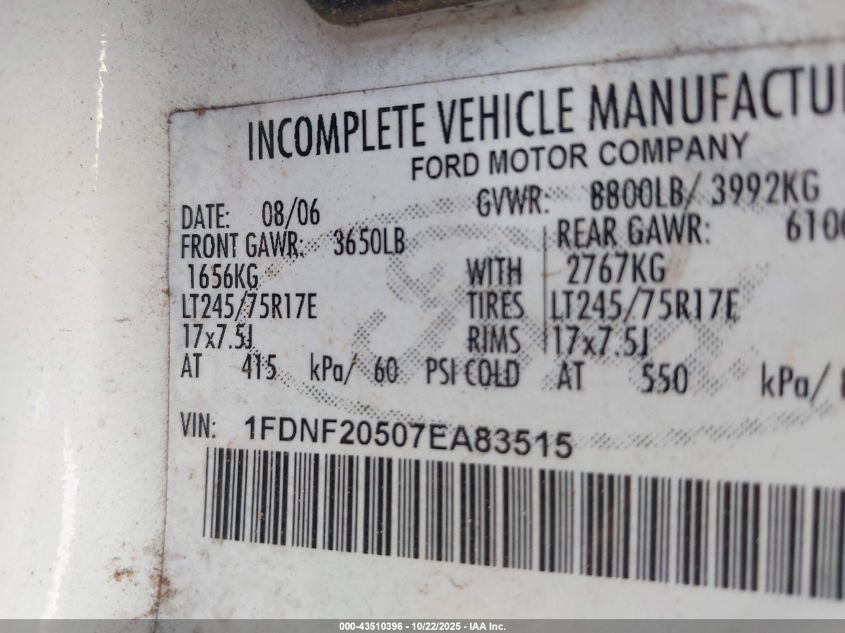 INCOMPLETE VEHICLE MANUFACTU
FORD MOTOR COMPANY
DATE: 08/06 GVWR: 8800LB/ 3992KG
FRONT GAWR: 3650LB REAR GAWR: 610
1656KG WITH 2767KG
LT245/75R17E TIRES LT245/75R17E
17x7.5J RIMS 17x7.5J
AT 415 kPa/ 60 PSI COLD AT 550 kPa/
VIN: 1FDNF20507EA83515
000-43510396 - 10/22/2025 - IAA Inc.